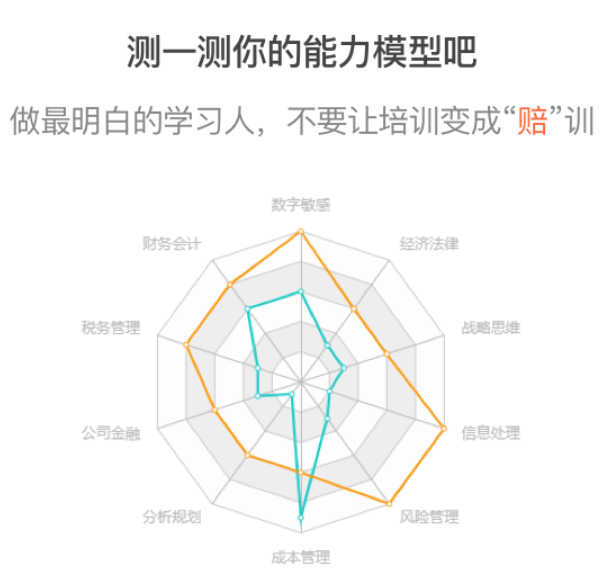 测一测你的能力模型吧
做最明白的学习人，不要让培训变成“赔”训
数字敏感
财务会计
经济法律
税务管理
战略思维
公司金融
信息处理
分析规划
风险管理
成本管理